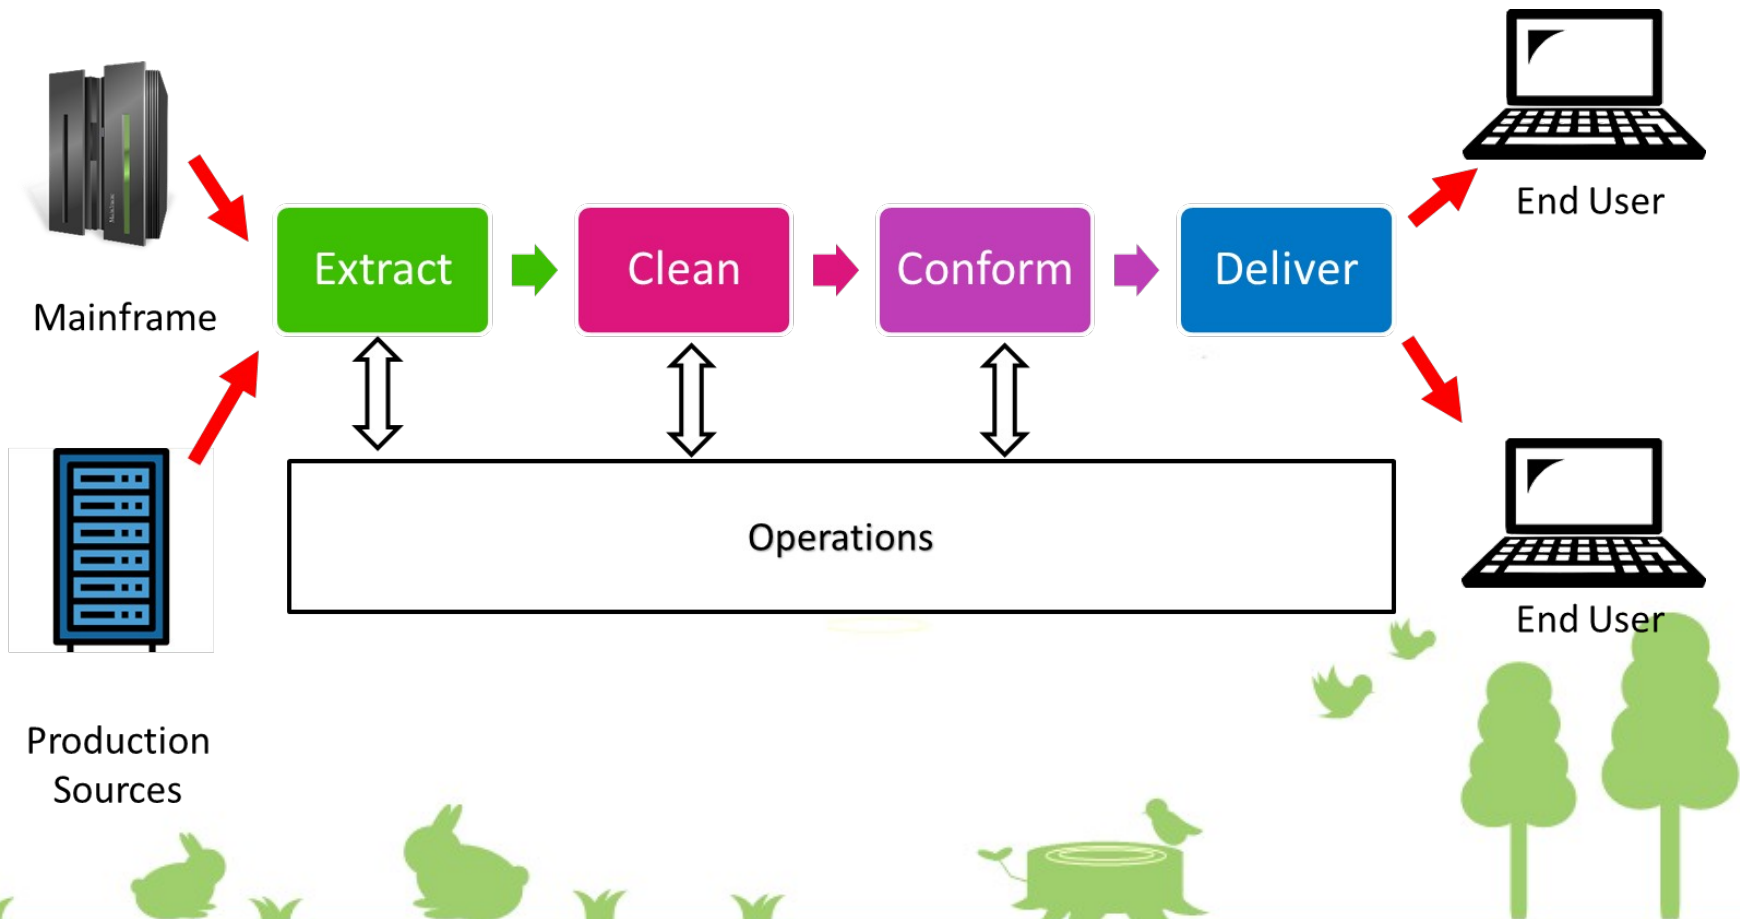 End User
Extract
Clean
Conform
Deliver
Mainframe
Operations
End User
Production
Sources